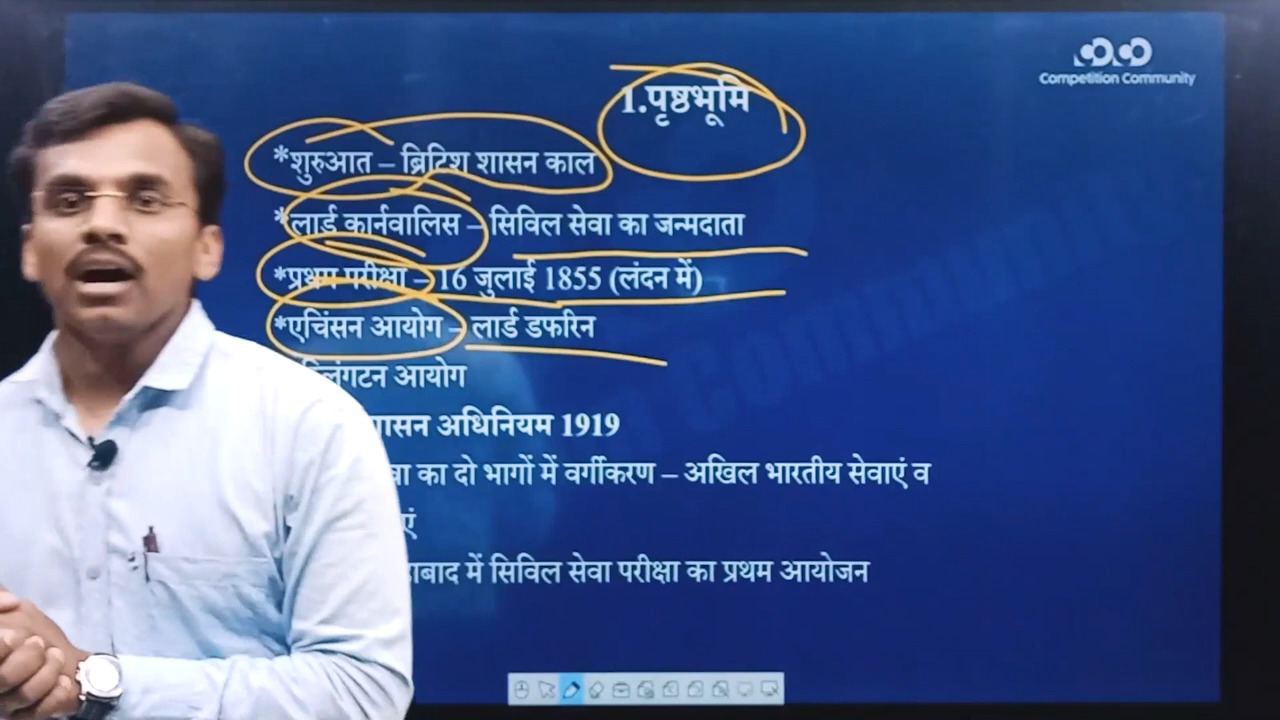 Competition Community
1.पृष्ठभूमि
*शुरुआत – ब्रिटिश शासन काल
*लार्ड कार्नवालिस – सिविल सेवा का जन्मदाता
*प्रथम परीक्षा – 16 जुलाई 1855 (लंदन में)
*एचिंसन आयोग – लार्ड डफरिन
आयोग
अधिनियम 1919
का दो भागों में वर्गीकरण – अखिल भारतीय सेवाएं व
में सिविल सेवा परीक्षा का प्रथम आयोजन